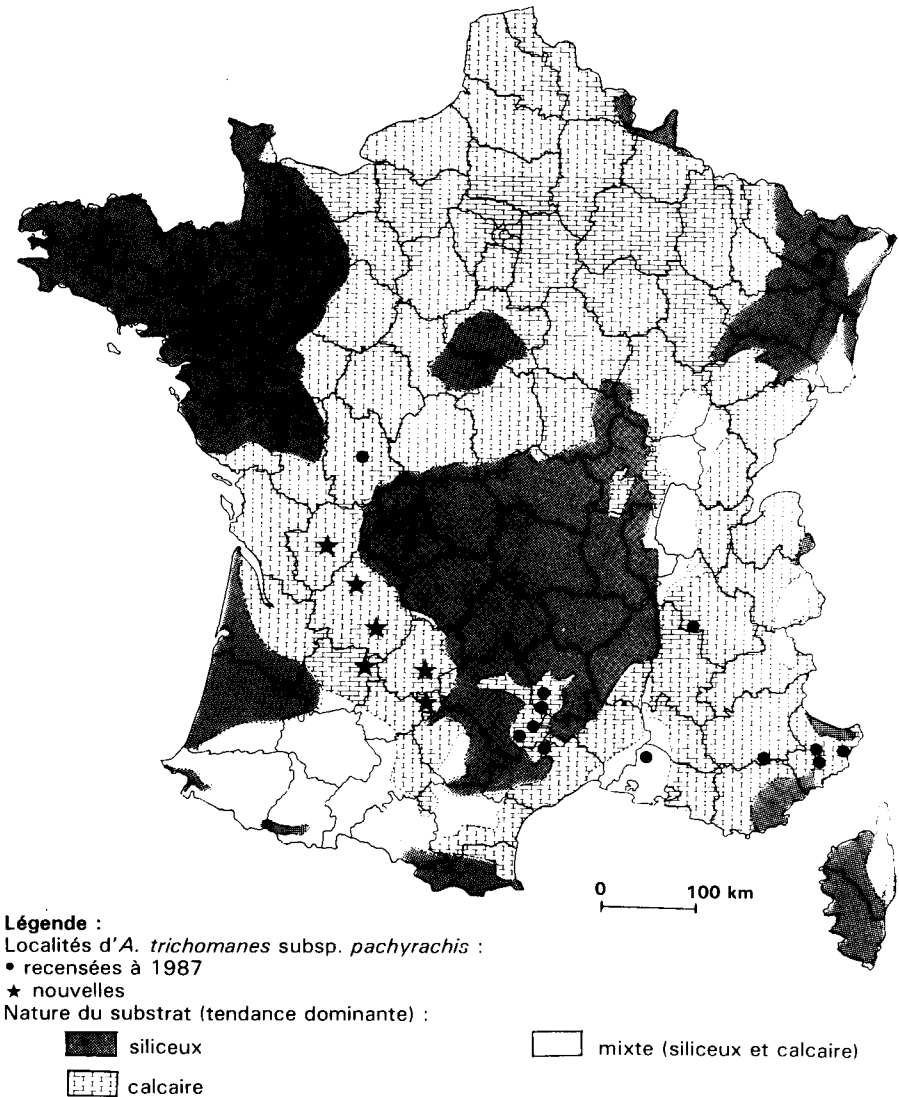 0 100 km
Légende :
Localités d'A. trichomanes subsp. pachyrachis :
• recensées à 1987
★ nouvelles
Nature du substrat (tendance dominante) :
siliceux
mixte (siliceux et calcaire)
calcaire